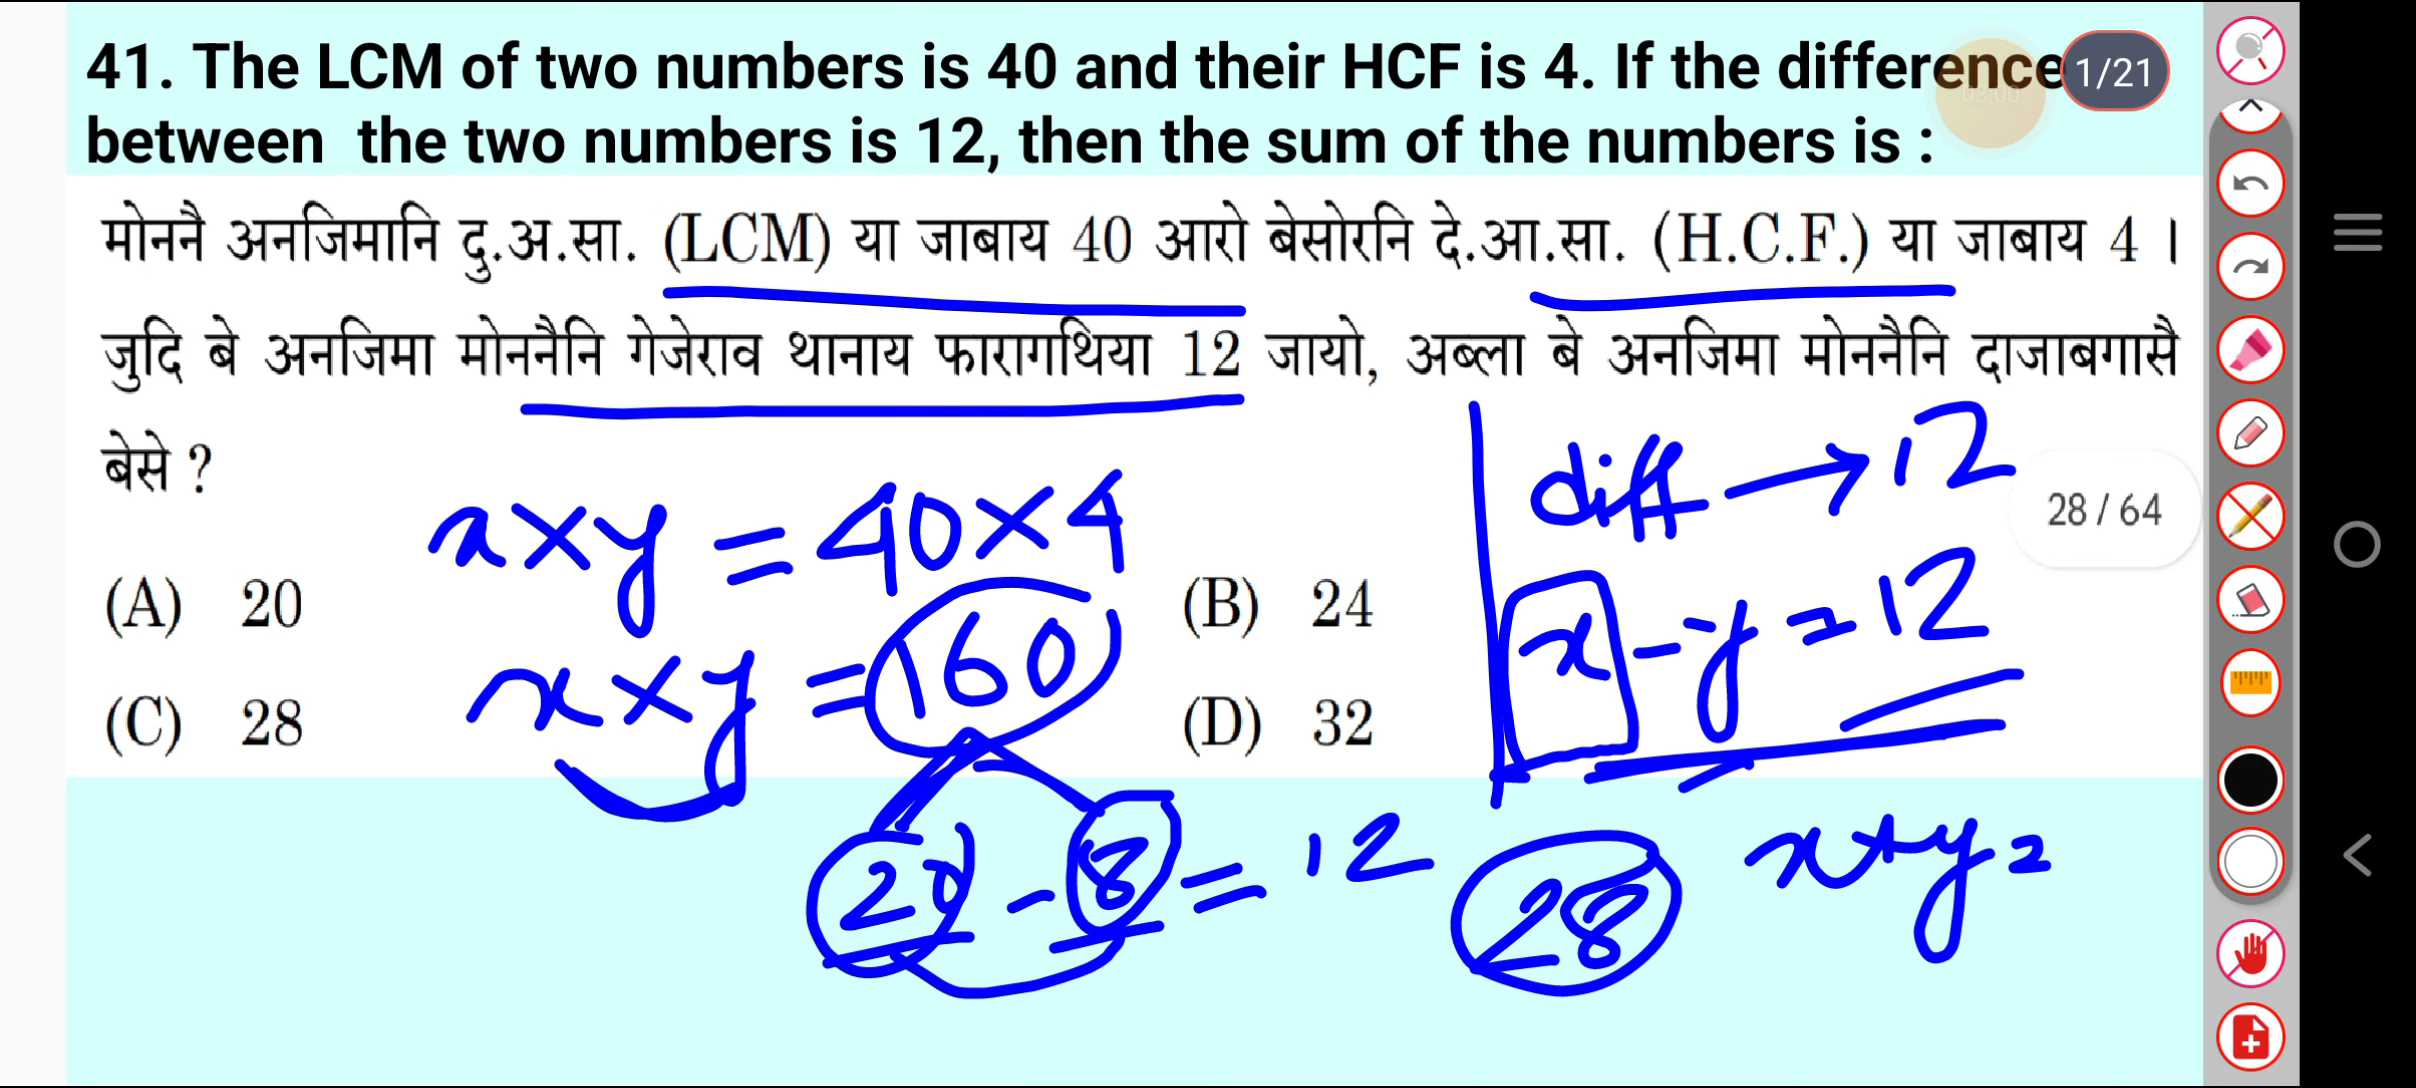 41. The LCM of two numbers is 40 and their HCF is 4. If the difference
1/21
between the two numbers is 12, then the sum of the numbers is :
मोननै अनजिमानि दु.अ.सा. (LCM) या जाबाय 40 आरो बेसोरनि दे.आ.सा. (H.C.F.) या जाबाय 4 ।
जुदि बे अनजिमा मोननैनि गेजेराव थानाय फारागथिया 12 जायो, अब्ला बे अनजिमा मोननैनि दाजाबगासै
बेसे ?
diff → 12
28 / 64
x × y = 40 × 4
(A) 20
(B) 24
x - y = 12
x × y = 160
(C) 28
(D) 32
20 - 8 = 12
28
x + y =